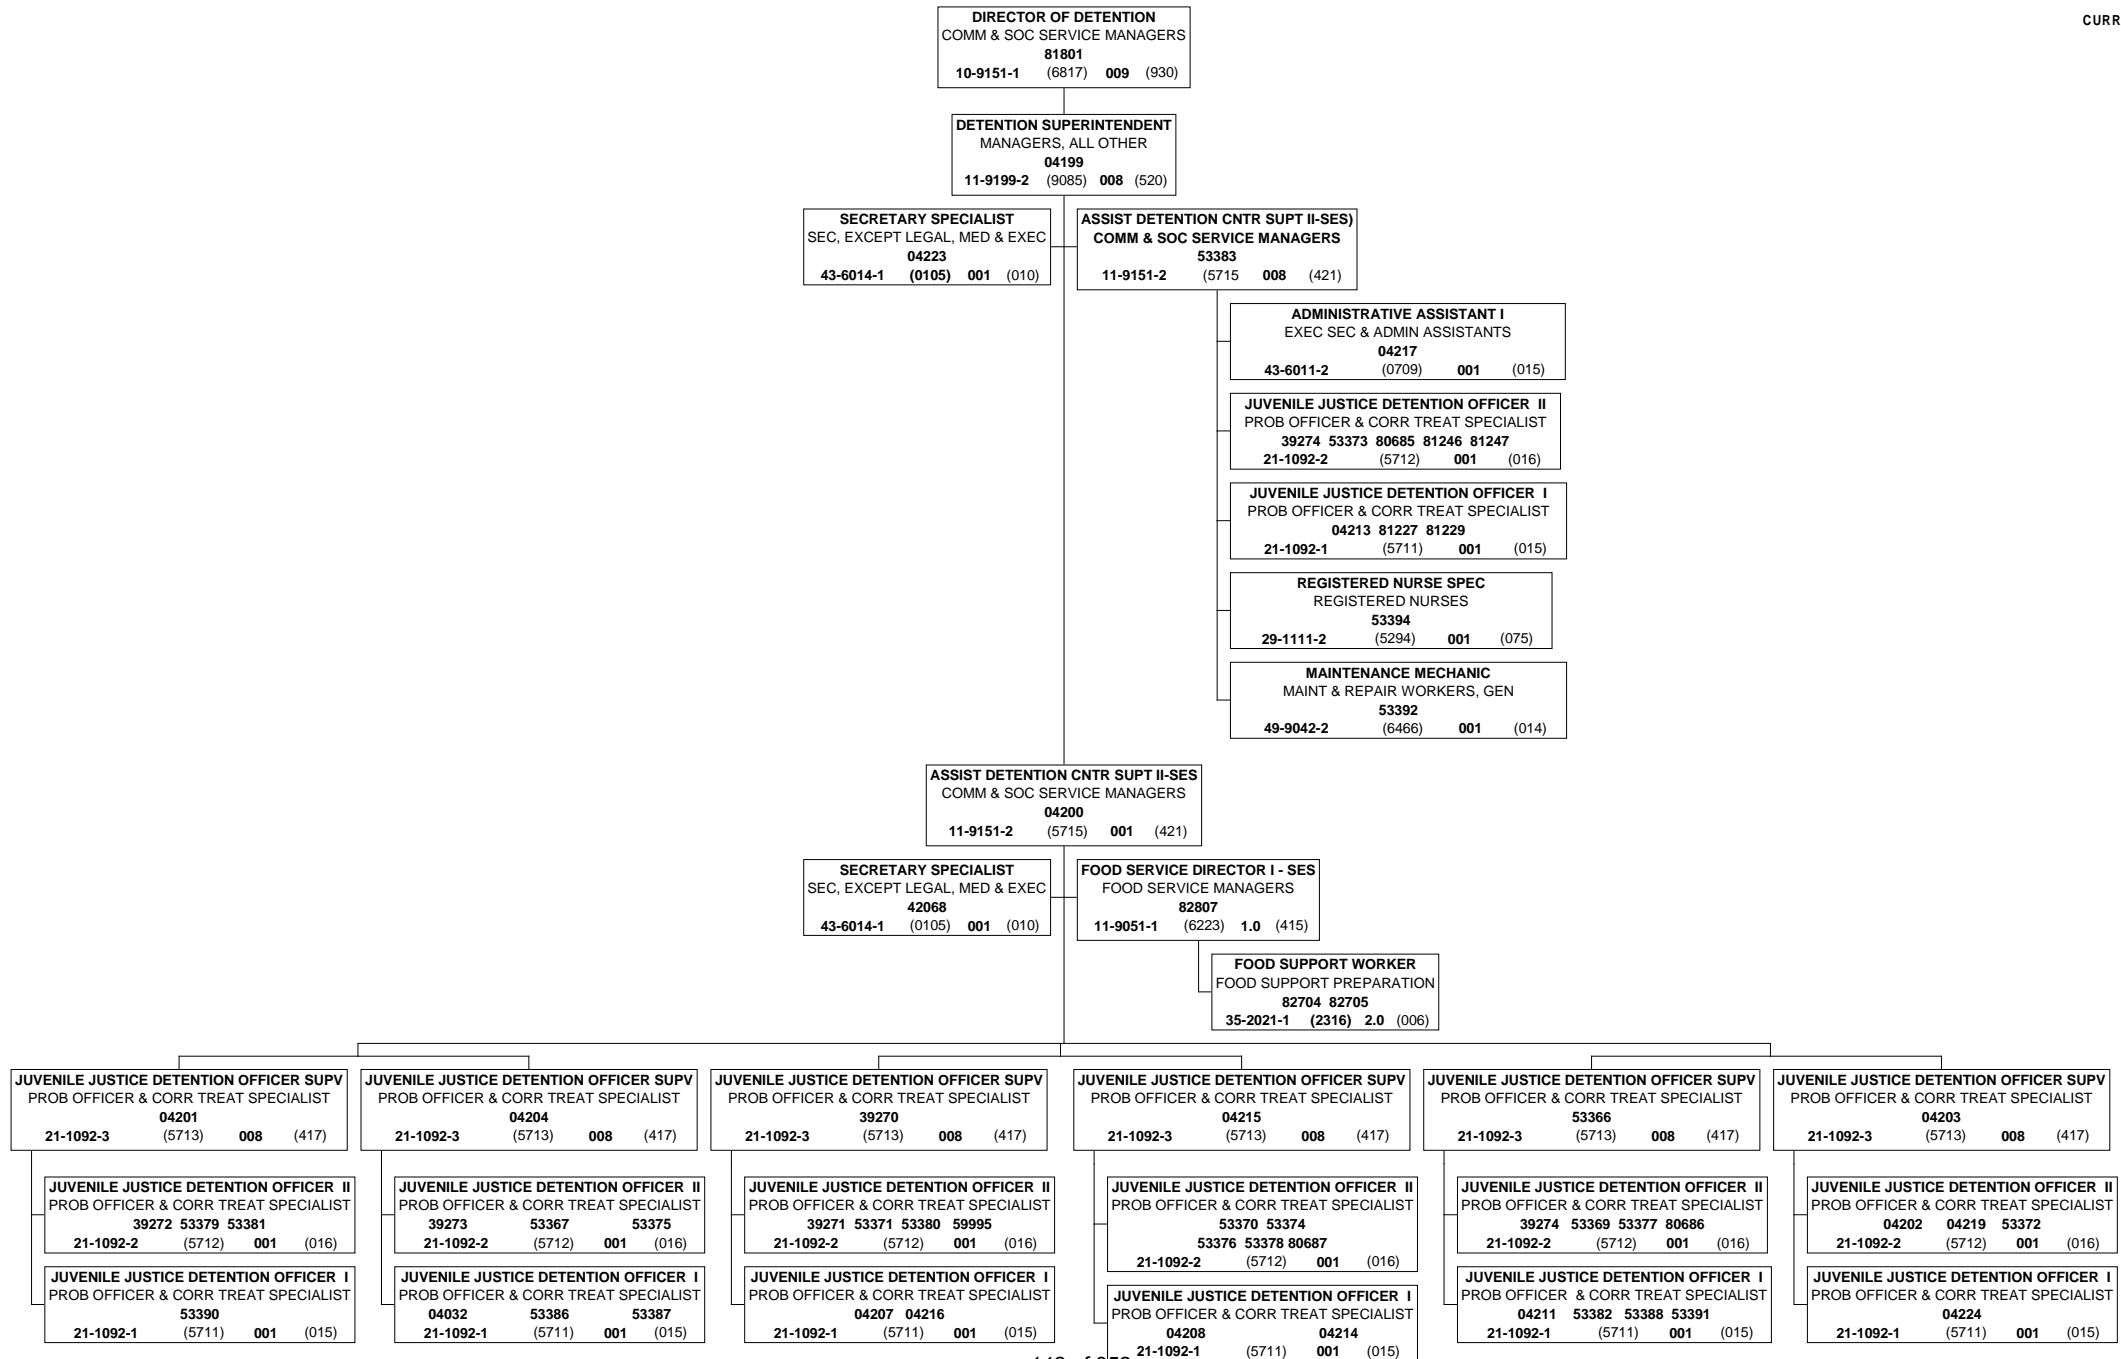 CURR
DIRECTOR OF DETENTION
COMM & SOC SERVICE MANAGERS
81801
10-9151-1 (6817) 009 (930)
DETENTION SUPERINTENDENT
MANAGERS, ALL OTHER
04199
11-9199-2 (9085) 008 (520)
SECRETARY SPECIALIST
SEC, EXCEPT LEGAL, MED & EXEC
04223
43-6014-1 (0105) 001 (010)
ASSIST DETENTION CNTR SUPT II-SES)
COMM & SOC SERVICE MANAGERS
53383
11-9151-2 (5715 008 (421)
ADMINISTRATIVE ASSISTANT I
EXEC SEC & ADMIN ASSISTANTS
04217
43-6011-2 (0709) 001 (015)
JUVENILE JUSTICE DETENTION OFFICER II
PROB OFFICER & CORR TREAT SPECIALIST
39274 53373 80685 81246 81247
21-1092-2 (5712) 001 (016)
JUVENILE JUSTICE DETENTION OFFICER I
PROB OFFICER & CORR TREAT SPECIALIST
04213 81227 81229
21-1092-1 (5711) 001 (015)
REGISTERED NURSE SPEC
REGISTERED NURSES
53394
29-1111-2 (5294) 001 (075)
MAINTENANCE MECHANIC
MAINT & REPAIR WORKERS, GEN
53392
49-9042-2 (6466) 001 (014)
ASSIST DETENTION CNTR SUPT II-SES
COMM & SOC SERVICE MANAGERS
04200
11-9151-2 (5715) 001 (421)
SECRETARY SPECIALIST
SEC, EXCEPT LEGAL, MED & EXEC
42068
43-6014-1 (0105) 001 (010)
FOOD SERVICE DIRECTOR I - SES
FOOD SERVICE MANAGERS
82807
11-9051-1 (6223) 1.0 (415)
FOOD SUPPORT WORKER
FOOD SUPPORT PREPARATION
82704 82705
35-2021-1 (2316) 2.0 (006)
JUVENILE JUSTICE DETENTION OFFICER SUPV
PROB OFFICER & CORR TREAT SPECIALIST
04201
21-1092-3 (5713) 008 (417)
JUVENILE JUSTICE DETENTION OFFICER II
PROB OFFICER & CORR TREAT SPECIALIST
39272 53379 53381
21-1092-2 (5712) 001 (016)
JUVENILE JUSTICE DETENTION OFFICER I
PROB OFFICER & CORR TREAT SPECIALIST
53390
21-1092-1 (5711) 001 (015)
JUVENILE JUSTICE DETENTION OFFICER SUPV
PROB OFFICER & CORR TREAT SPECIALIST
04204
21-1092-3 (5713) 008 (417)
JUVENILE JUSTICE DETENTION OFFICER II
PROB OFFICER & CORR TREAT SPECIALIST
39273 53367 53375
21-1092-2 (5712) 001 (016)
JUVENILE JUSTICE DETENTION OFFICER I
PROB OFFICER & CORR TREAT SPECIALIST
04032 53386 53387
21-1092-1 (5711) 001 (015)
JUVENILE JUSTICE DETENTION OFFICER SUPV
PROB OFFICER & CORR TREAT SPECIALIST
39270
21-1092-3 (5713) 008 (417)
JUVENILE JUSTICE DETENTION OFFICER II
PROB OFFICER & CORR TREAT SPECIALIST
39271 53371 53380 59995
21-1092-2 (5712) 001 (016)
JUVENILE JUSTICE DETENTION OFFICER I
PROB OFFICER & CORR TREAT SPECIALIST
04207 04216
21-1092-1 (5711) 001 (015)
JUVENILE JUSTICE DETENTION OFFICER SUPV
PROB OFFICER & CORR TREAT SPECIALIST
04215
21-1092-3 (5713) 008 (417)
JUVENILE JUSTICE DETENTION OFFICER II
PROB OFFICER & CORR TREAT SPECIALIST
53370 53374
53376 53378 80687
21-1092-2 (5712) 001 (016)
JUVENILE JUSTICE DETENTION OFFICER I
PROB OFFICER & CORR TREAT SPECIALIST
04208 04214
21-1092-1 (5711) 001 (015)
JUVENILE JUSTICE DETENTION OFFICER SUPV
PROB OFFICER & CORR TREAT SPECIALIST
53366
21-1092-3 (5713) 008 (417)
JUVENILE JUSTICE DETENTION OFFICER II
PROB OFFICER & CORR TREAT SPECIALIST
39274 53369 53377 80686
21-1092-2 (5712) 001 (016)
JUVENILE JUSTICE DETENTION OFFICER I
PROB OFFICER & CORR TREAT SPECIALIST
04211 53382 53388 53391
21-1092-1 (5711) 001 (015)
JUVENILE JUSTICE DETENTION OFFICER SUPV
PROB OFFICER & CORR TREAT SPECIALIST
04203
21-1092-3 (5713) 008 (417)
JUVENILE JUSTICE DETENTION OFFICER II
PROB OFFICER & CORR TREAT SPECIALIST
04202 04219 53372
21-1092-2 (5712) 001 (016)
JUVENILE JUSTICE DETENTION OFFICER I
PROB OFFICER & CORR TREAT SPECIALIST
04224
21-1092-1 (5711) 001 (015)